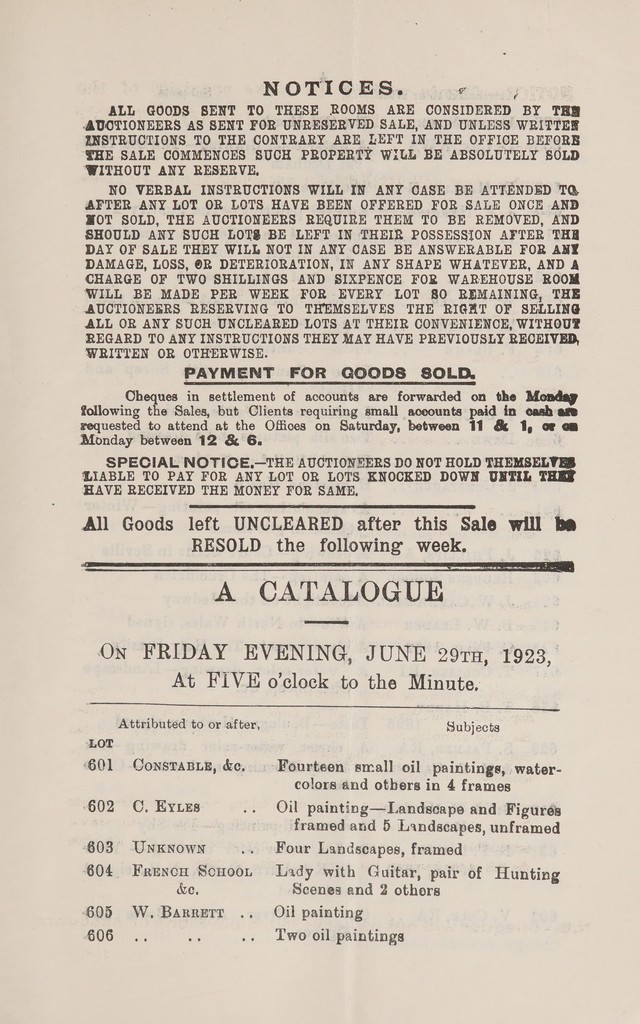 NOTICES.
ALL GOODS SENT TO THESE ROOMS ARE CONSIDERED BY THE
AUCTIONEERS AS SENT FOR UNRESERVED SALE, AND UNLESS WRITTEN
INSTRUCTIONS TO THE CONTRARY ARE LEFT IN THE OFFICE BEFORE
THE SALE COMMENCES SUCH PROPERTY WILL BE ABSOLUTELY SOLD
WITHOUT ANY RESERVE.
NO VERBAL INSTRUCTIONS WILL IN ANY CASE BE ATTENDED TO
AFTER ANY LOT OR LOTS HAVE BEEN OFFERED FOR SALE ONCE AND
NOT SOLD, THE AUCTIONEERS REQUIRE THEM TO BE REMOVED, AND
SHOULD ANY SUCH LOTS BE LEFT IN THEIR POSSESSION AFTER THE
DAY OF SALE THEY WILL NOT IN ANY CASE BE ANSWERABLE FOR ANY
DAMAGE, LOSS, OR DETERIORATION, IN ANY SHAPE WHATEVER, AND A
CHARGE OF TWO SHILLINGS AND SIXPENCE FOR WAREHOUSE ROOM
WILL BE MADE PER WEEK FOR EVERY LOT SO REMAINING, THE
AUCTIONEERS RESERVING TO THEMSELVES THE RIGHT OF SELLING
ALL OR ANY SUCH UNCLEARED LOTS AT THEIR CONVENIENCE, WITHOUT
REGARD TO ANY INSTRUCTIONS THEY MAY HAVE PREVIOUSLY RECEIVED,
WRITTEN OR OTHERWISE.
PAYMENT FOR GOODS SOLD.
Cheques in settlement of accounts are forwarded on the Monday
following the Sales, but Clients requiring small accounts paid in cash are
requested to attend at the Offices on Saturday, between 11 & 1, or on
Monday between 12 & 6.
SPECIAL NOTICE.—THE AUCTIONEERS DO NOT HOLD THEMSELVES
LIABLE TO PAY FOR ANY LOT OR LOTS KNOCKED DOWN UNTIL THEY
HAVE RECEIVED THE MONEY FOR SAME.
All Goods left UNCLEARED after this Sale will be
RESOLD the following week.
A CATALOGUE
ON FRIDAY EVENING, JUNE 29TH, 1923,
At FIVE o'clock to the Minute.
Attributed to or after, Subjects
LOT
601 CONSTABLE, &c. Fourteen small oil paintings, water-
colors and others in 4 frames
602 C. EYLES .. Oil painting—Landscape and Figures
framed and 5 Landscapes, unframed
603 UNKNOWN .. Four Landscapes, framed
604 FRENCH SCHOOL Lady with Guitar, pair of Hunting
&c. Scenes and 2 others
605 W. BARRETT .. Oil painting
606 .. .. .. Two oil paintings